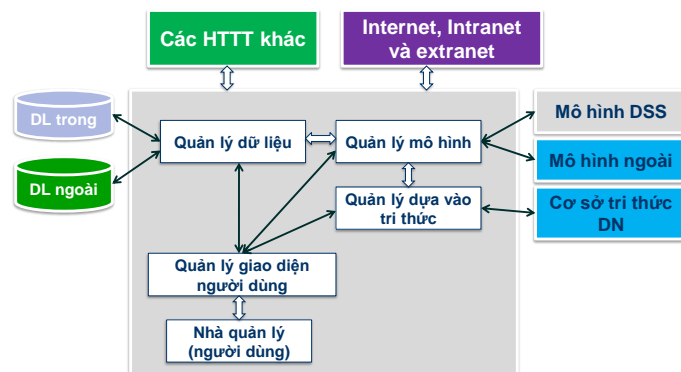 Các HTTT khác
Internet, Intranet
và extranet
DL trong
DL ngoài
Quản lý dữ liệu
Quản lý mô hình
Mô hình DSS
Mô hình ngoài
Quản lý dựa vào
tri thức
Cơ sở tri thức
DN
Quản lý giao diện
người dùng
Nhà quản lý
(người dùng)